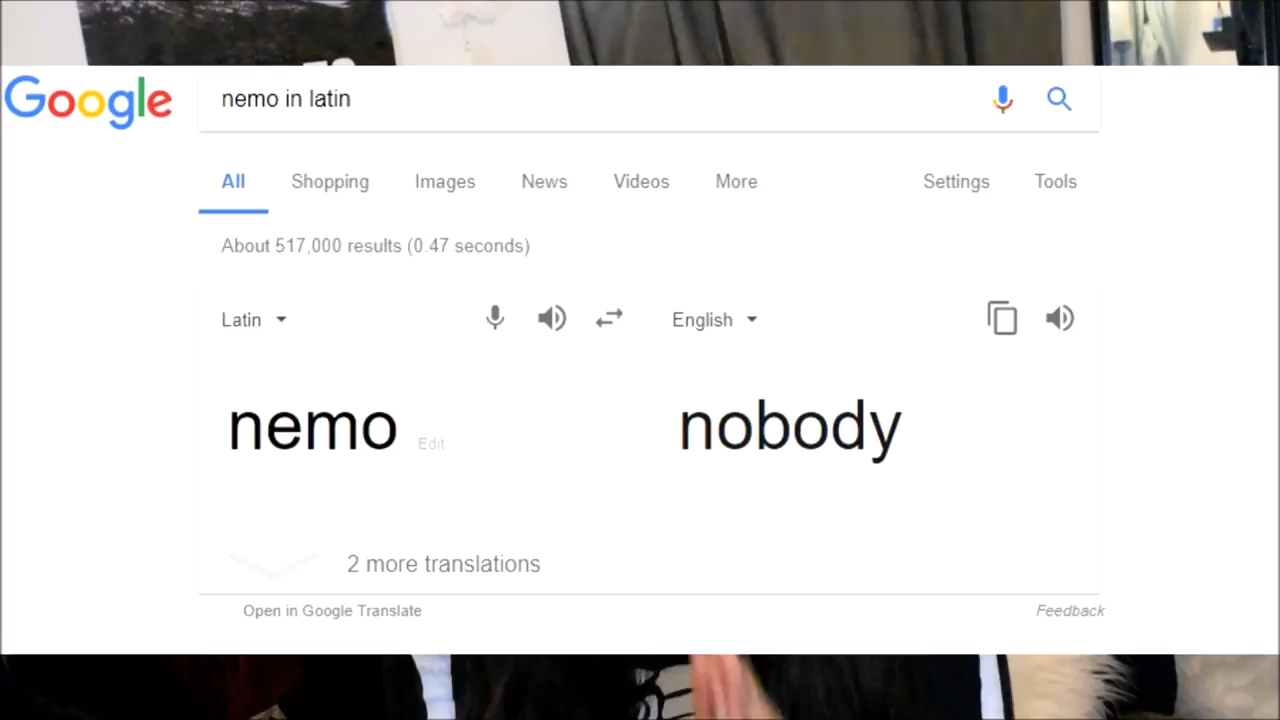 Google nemo in latin
All Shopping Images News Videos More Settings Tools
About 517,000 results (0.47 seconds)
Latin English
nemo Edit nobody
2 more translations
Open in Google Translate Feedback